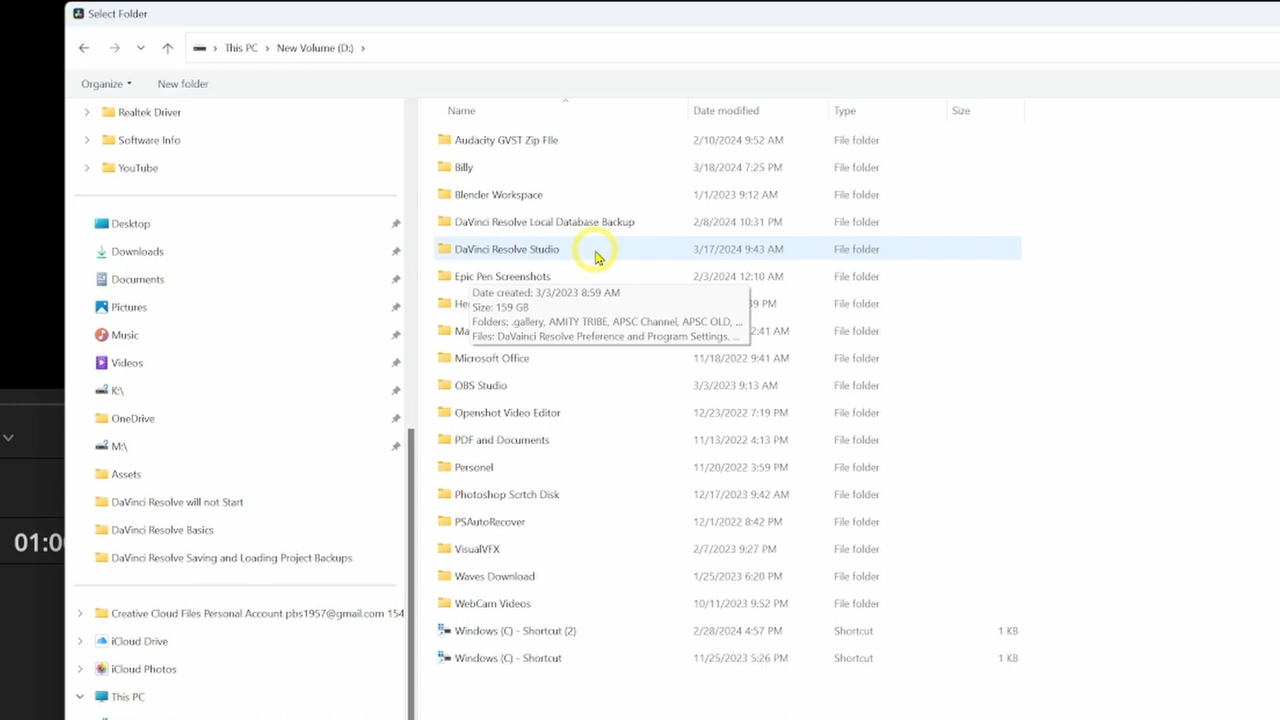 Select Folder
This PC > New Volume (D:) >
Organize New folder
Realtek Driver
Software Info
YouTube
Desktop
Downloads
Documents
Pictures
Music
Videos
K:\
OneDrive
M:\
Assets
DaVinci Resolve will not Start
DaVinci Resolve Basics
DaVinci Resolve Saving and Loading Project Backups
Creative Cloud Files Personal Account pbs1957@gmail.com 154
iCloud Drive
iCloud Photos
This PC
01:0
Name Date modified Type Size
Audacity GVST Zip FIle 2/10/2024 9:52 AM File folder
Billy 3/18/2024 7:25 PM File folder
Blender Workspace 1/1/2023 9:12 AM File folder
DaVinci Resolve Local Database Backup 2/8/2024 10:31 PM File folder
DaVinci Resolve Studio 3/17/2024 9:43 AM File folder
Epic Pen Screenshots 2/3/2024 12:10 AM File folder
File folder
2:41 AM File folder
Date created: 3/3/2023 8:59 AM
Size: 159 GB
Folders: .gallery, AMITY TRIBE, APSC Channel, APSC OLD, ...
Files: DaVainci Resolve Preference and Program Settings, ...
Microsoft Office 11/18/2022 9:41 AM File folder
OBS Studio 3/3/2023 9:13 AM File folder
Openshot Video Editor 12/23/2022 7:19 PM File folder
PDF and Documents 11/13/2022 4:13 PM File folder
Personel 11/20/2022 3:59 PM File folder
Photoshop Scrtch Disk 12/17/2023 9:42 AM File folder
PSAutoRecover 12/1/2022 8:42 PM File folder
VisualVFX 2/7/2023 9:27 PM File folder
Waves Download 1/25/2023 6:20 PM File folder
WebCam Videos 10/11/2023 9:52 PM File folder
Windows (C) - Shortcut (2) 2/28/2024 4:57 PM Shortcut 1 KB
Windows (C) - Shortcut 11/25/2023 5:26 PM Shortcut 1 KB